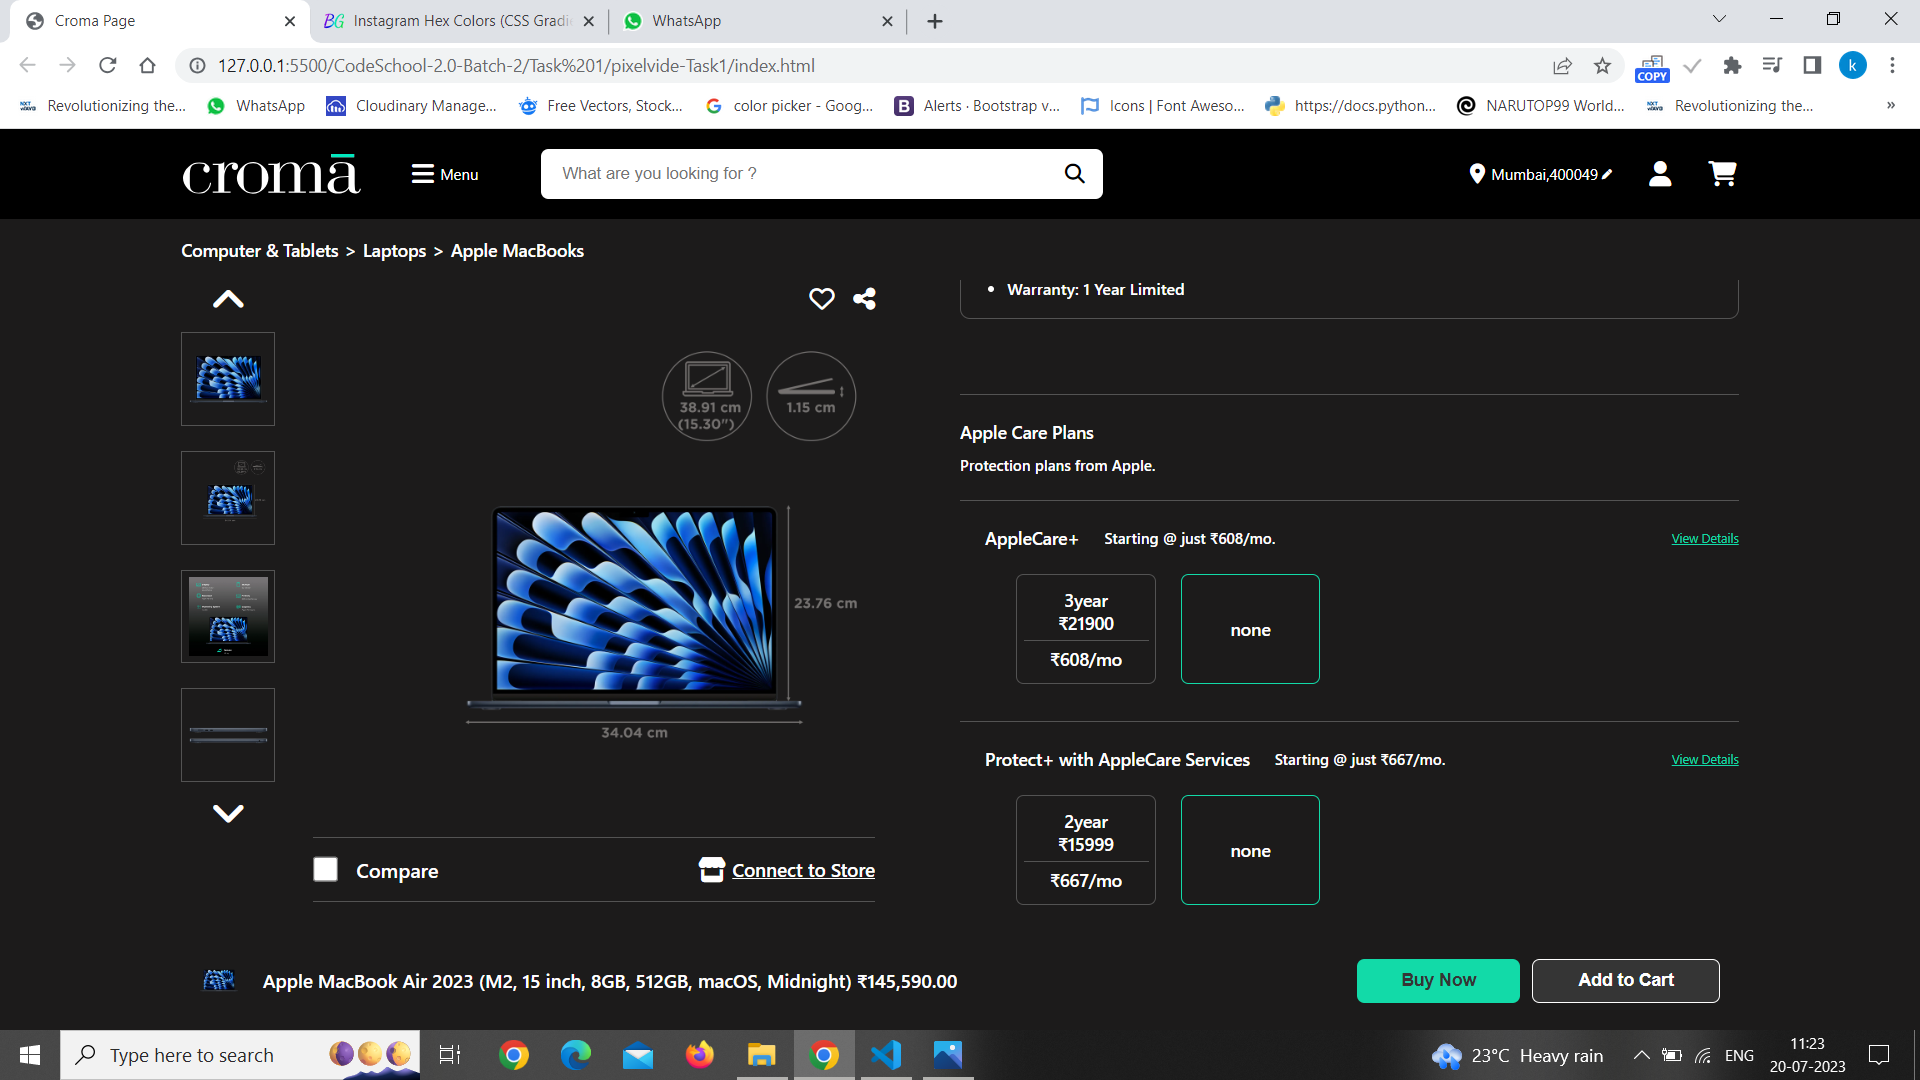 Croma Page
Instagram Hex Colors (CSS Gradie
WhatsApp
127.0.0.1:5500/CodeSchool-2.0-Batch-2/Task%201/pixelvide-Task1/index.html
COPY
k
Revolutionizing the...
WhatsApp
Cloudinary Manage...
Free Vectors, Stock...
color picker - Goog...
Alerts · Bootstrap v...
Icons | Font Aweso...
https://docs.python...
NARUTOP99 World...
Revolutionizing the...
»
cromā
Menu
What are you looking for ?
Mumbai,400049
Computer & Tablets > Laptops > Apple MacBooks
38.91 cm
(15.30")
1.15 cm
23.76 cm
34.04 cm
Compare
Connect to Store
• Warranty: 1 Year Limited
Apple Care Plans
Protection plans from Apple.
AppleCare+ Starting @ just ₹608/mo. View Details
3year
₹21900
₹608/mo
none
Protect+ with AppleCare Services Starting @ just ₹667/mo. View Details
2year
₹15999
₹667/mo
none
Apple MacBook Air 2023 (M2, 15 inch, 8GB, 512GB, macOS, Midnight) ₹145,590.00
Buy Now
Add to Cart
Type here to search
23°C Heavy rain
ENG
11:23
20-07-2023